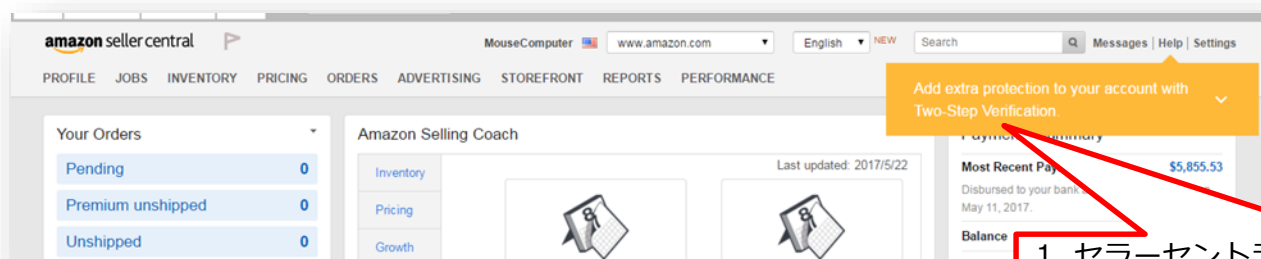 amazon seller central
MouseComputer www.amazon.com English NEW Search Messages | Help | Settings
PROFILE JOBS INVENTORY PRICING ORDERS ADVERTISING STOREFRONT REPORTS PERFORMANCE
Add extra protection to your account with
Two-Step Verification.
Your Orders
Pending 0
Premium unshipped 0
Unshipped 0
Amazon Selling Coach
Last updated: 2017/5/22
Inventory
Pricing
Growth
8
8
Most Recent Pay
$5,855.53
Disbursed to your bank
May 11, 2017.
Balance